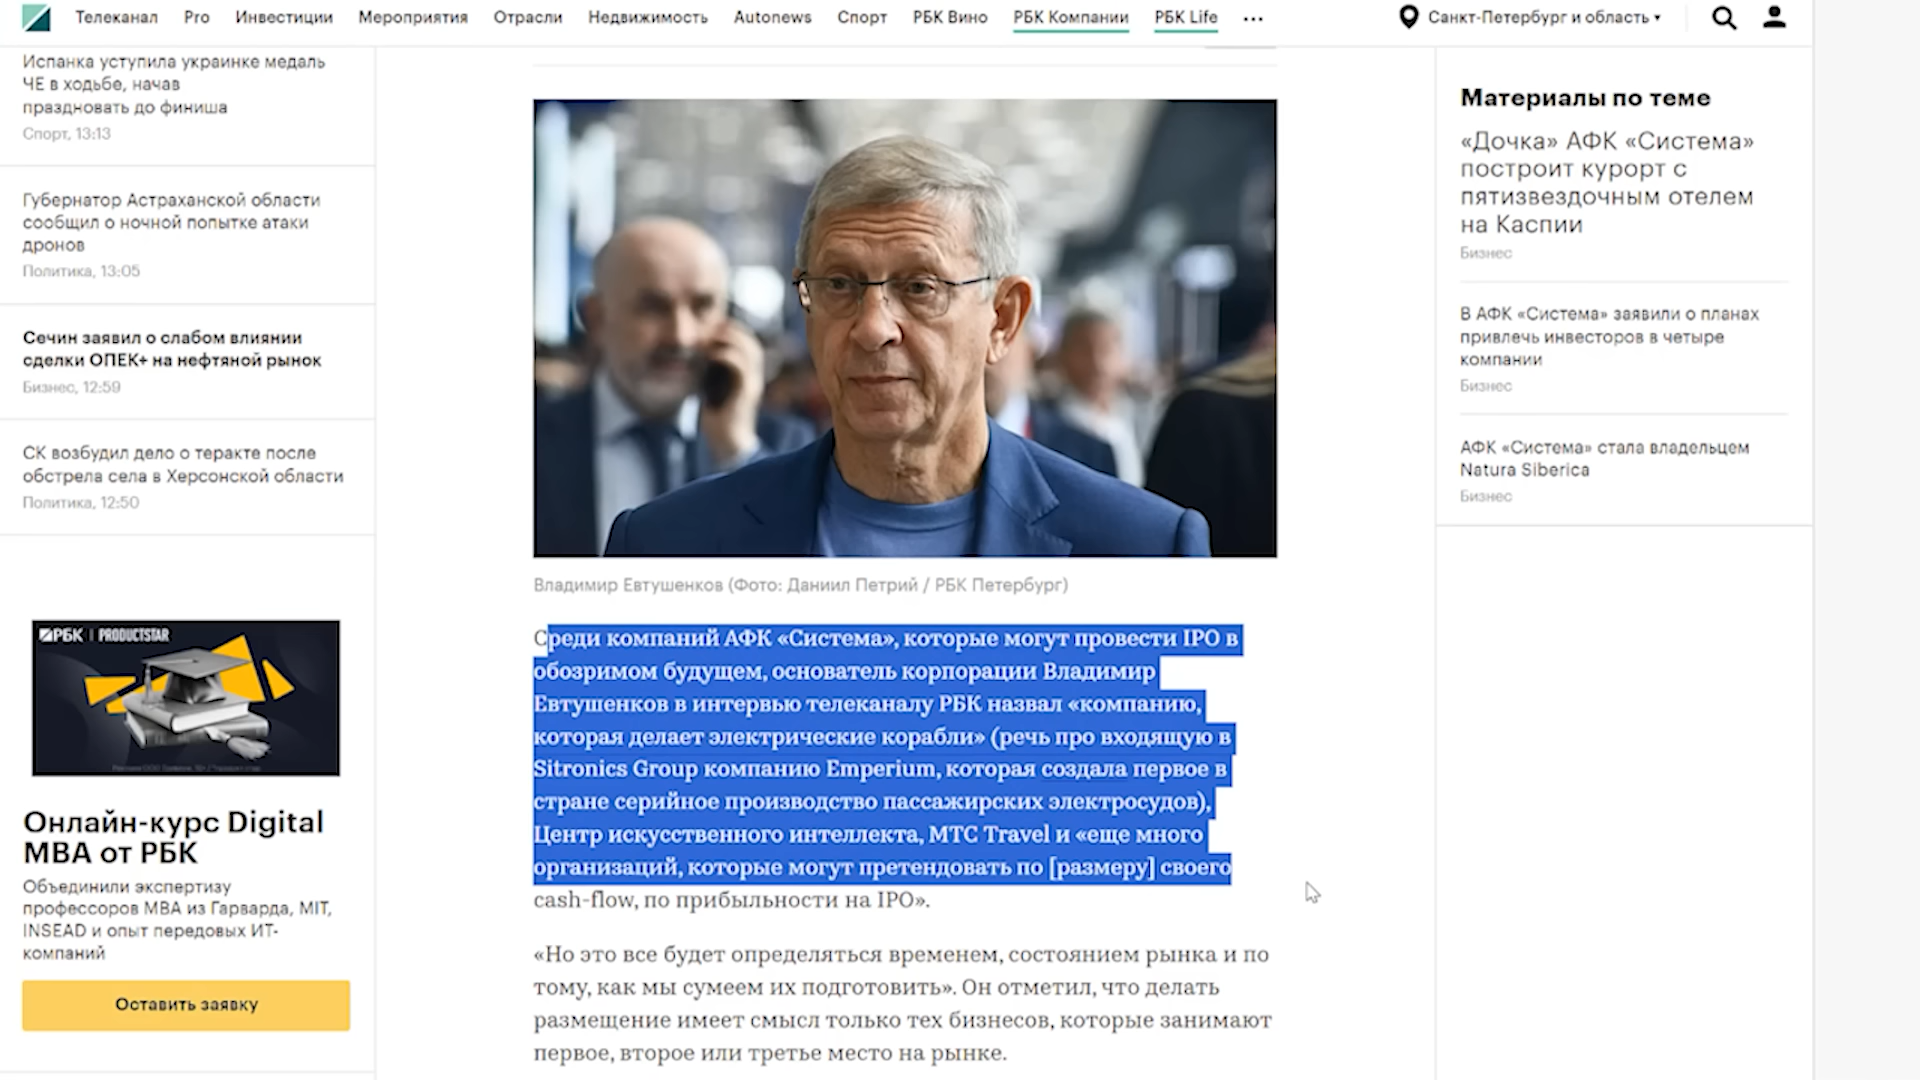 Телеканал Pro Инвестиции Мероприятия Отрасли Недвижимость Autonews Спорт РБК Вино РБК Компании РБК Life ... Санкт-Петербург и область
Испанка уступила украинке медаль
ЧЕ в ходьбе, начав
праздновать до финиша
Спорт, 13:13
Губернатор Астраханской области
сообщил о ночной попытке атаки
дронов
Политика, 13:05
Сечин заявил о слабом влиянии
сделки ОПЕК+ на нефтяной рынок
Бизнес, 12:59
СК возбудил дело о теракте после
обстрела села в Херсонской области
Политика, 12:50
РБК | PRODUCTSTAR
Онлайн-курс Digital
MBA от РБК
Объединили экспертизу
профессоров MBA из Гарварда, MIT,
INSEAD и опыт передовых ИТ-
компаний
Оставить заявку
Владимир Евтушенков (Фото: Даниил Петрий / РБК Петербург)
Среди компаний АФК «Система», которые могут провести IPO в
обозримом будущем, основатель корпорации Владимир
Евтушенков в интервью телеканалу РБК назвал «компанию,
которая делает электрические корабли» (речь про входящую в
Sitronics Group компанию Emperium, которая создала первое в
стране серийное производство пассажирских электросудов),
Центр искусственного интеллекта, МТС Travel и «еще много
организаций, которые могут претендовать по [размеру] своего
cash-flow, по прибыльности на IPO».
«Но это все будет определяться временем, состоянием рынка и по
тому, как мы сумеем их подготовить». Он отметил, что делать
размещение имеет смысл только тех бизнесов, которые занимают
первое, второе или третье место на рынке.
Материалы по теме
«Дочка» АФК «Система»
построит курорт с
пятизвездочным отелем
на Каспии
Бизнес
В АФК «Система» заявили о планах
привлечь инвесторов в четыре
компании
Бизнес
АФК «Система» стала владельцем
Natura Siberica
Бизнес